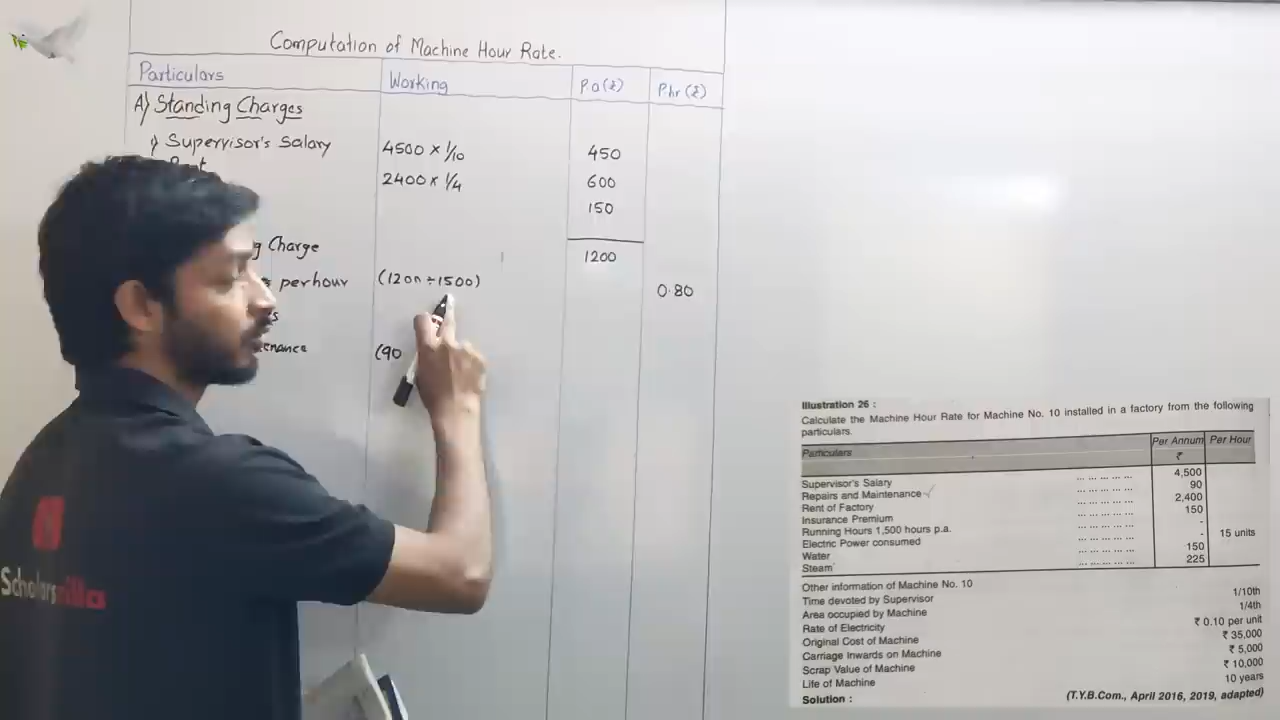 Computation of Machine Hour Rate.
Particulars Working P.a (₹) Phr (₹)
A) Standing Charges
1) Supervisor's Salary 4500 × 1/10 450
2400 × 1/4 600
150
g Charge 1200
perhour (1200 ÷ 1500) 0.80
s
enance (90
Scholarsvilla
Illustration 26 :
Calculate the Machine Hour Rate for Machine No. 10 installed in a factory from the following
particulars.
Particulars Per Annum Per Hour
₹
Supervisor's Salary ... ... ... ... ... 4,500
Repairs and Maintenance ... ... ... ... ... 90
Rent of Factory ... ... ... ... ... 2,400
Insurance Premium ... ... ... ... ... 150
Running Hours 1,500 hours p.a. ... ... ... ... ... -
Electric Power consumed ... ... ... ... ... - 15 units
Water ... ... ... ... ... 150
Steam ... ... ... ... ... 225
Other information of Machine No. 10
Time devoted by Supervisor 1/10th
Area occupied by Machine 1/4th
Rate of Electricity ₹ 0.10 per unit
Original Cost of Machine ₹ 35,000
Carriage Inwards on Machine ₹ 5,000
Scrap Value of Machine ₹ 10,000
Life of Machine 10 years
Solution : (T.Y.B.Com., April 2016, 2019, adapted)